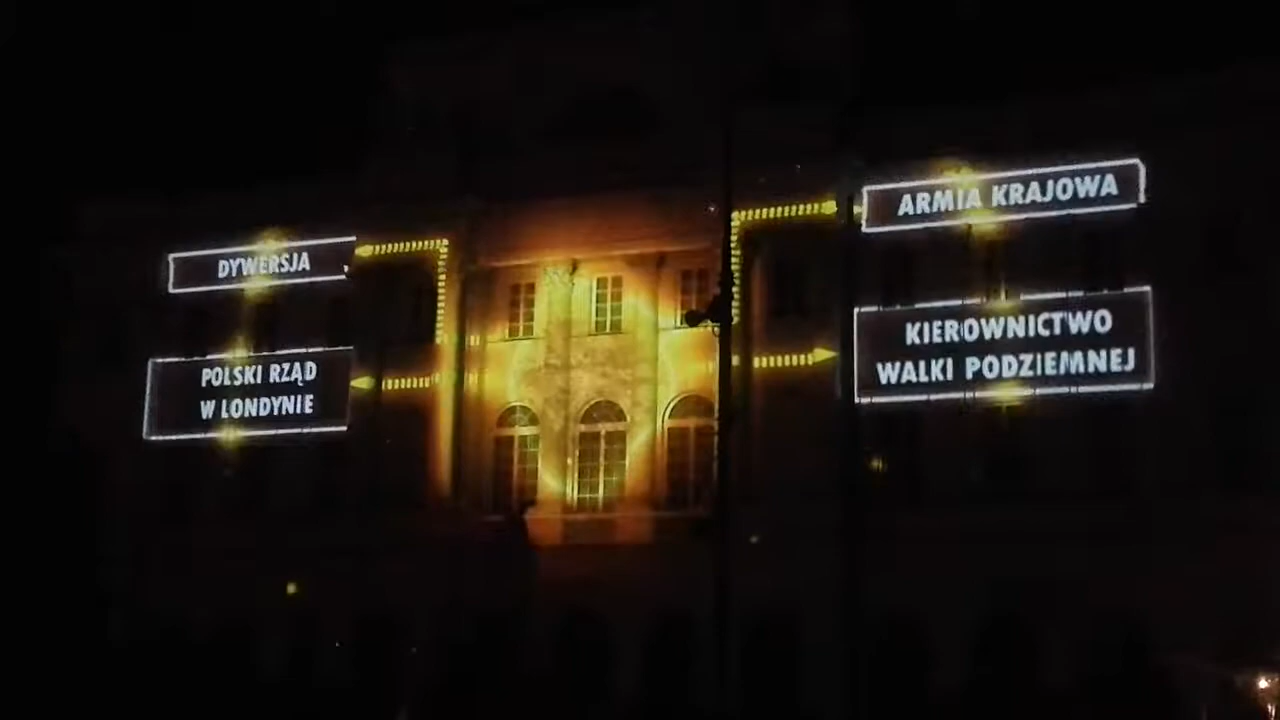 DYWERSJA
POLSKI RZĄD
W LONDYNIE
ARMIA KRAJOWA
KIEROWNICTWO
WALKI PODZIEMNEJ